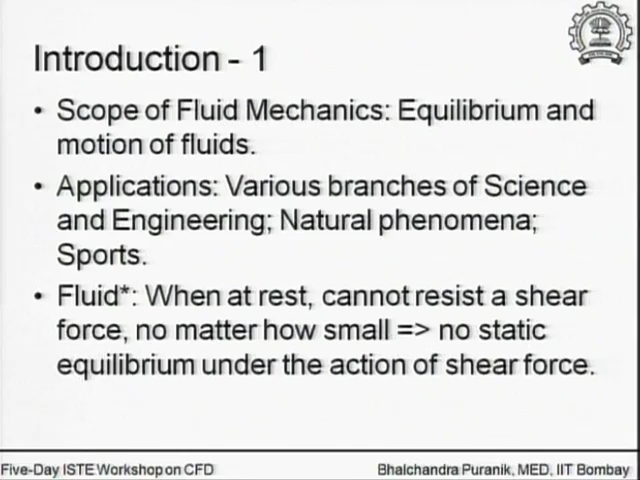 Introduction - 1
• Scope of Fluid Mechanics: Equilibrium and
motion of fluids.
• Applications: Various branches of Science
and Engineering; Natural phenomena;
Sports.
• Fluid*: When at rest, cannot resist a shear
force, no matter how small => no static
equilibrium under the action of shear force.
Five-Day ISTE Workshop on CFD
Bhalchandra Puranik, MED, IIT Bombay